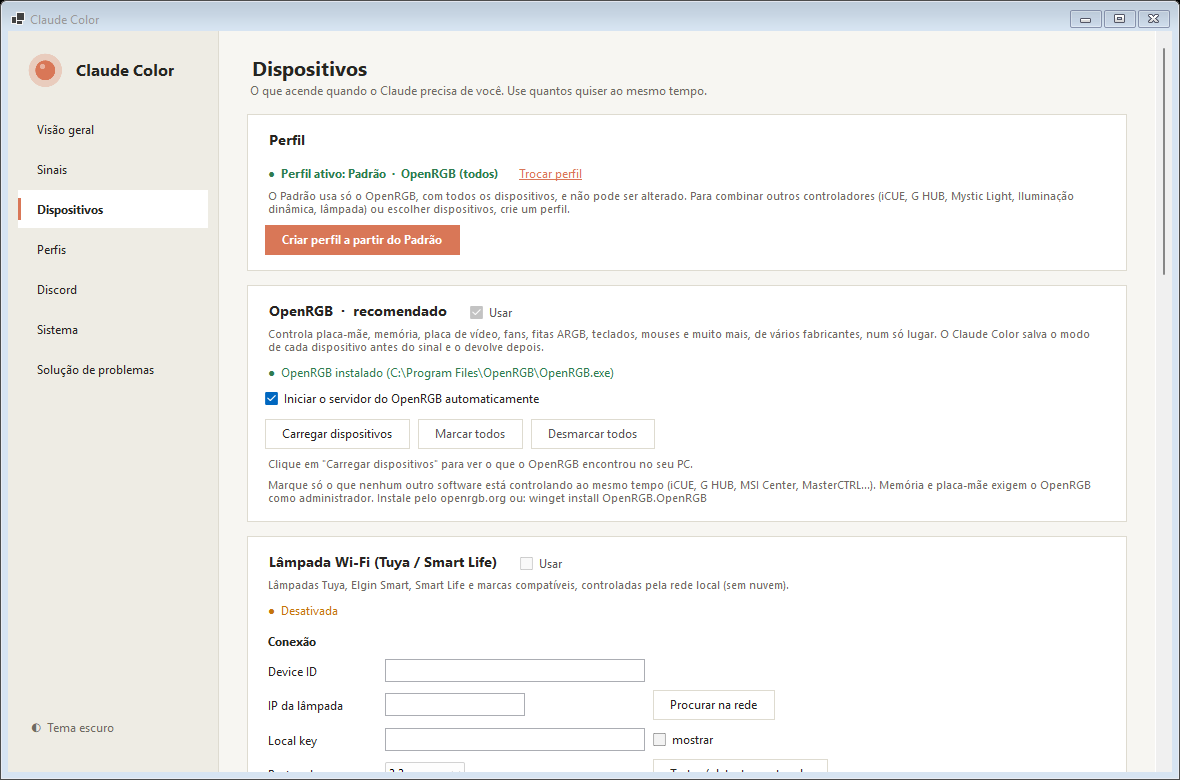 Claude Color
Claude Color
Visão geral
Sinais
Dispositivos
Perfis
Discord
Sistema
Solução de problemas
Tema escuro
Dispositivos
O que acende quando o Claude precisa de você. Use quantos quiser ao mesmo tempo.
Perfil
• Perfil ativo: Padrão · OpenRGB (todos) Trocar perfil
O Padrão usa só o OpenRGB, com todos os dispositivos, e não pode ser alterado. Para combinar outros controladores (iCUE, G HUB, Mystic Light, Iluminação
dinâmica, lâmpada) ou escolher dispositivos, crie um perfil.
Criar perfil a partir do Padrão
OpenRGB · recomendado Usar
Controla placa-mãe, memória, placa de vídeo, fans, fitas ARGB, teclados, mouses e muito mais, de vários fabricantes, num só lugar. O Claude Color salva o modo
de cada dispositivo antes do sinal e o devolve depois.
• OpenRGB instalado (C:\Program Files\OpenRGB\OpenRGB.exe)
Iniciar o servidor do OpenRGB automaticamente
Carregar dispositivos Marcar todos Desmarcar todos
Clique em "Carregar dispositivos" para ver o que o OpenRGB encontrou no seu PC.
Marque só o que nenhum outro software está controlando ao mesmo tempo (iCUE, G HUB, MSI Center, MasterCTRL...). Memória e placa-mãe exigem o OpenRGB
como administrador. Instale pelo openrgb.org ou: winget install OpenRGB.OpenRGB
Lâmpada Wi-Fi (Tuya / Smart Life) Usar
Lâmpadas Tuya, Elgin Smart, Smart Life e marcas compatíveis, controladas pela rede local (sem nuvem).
• Desativada
Conexão
Device ID
IP da lâmpada Procurar na rede
Local key mostrar